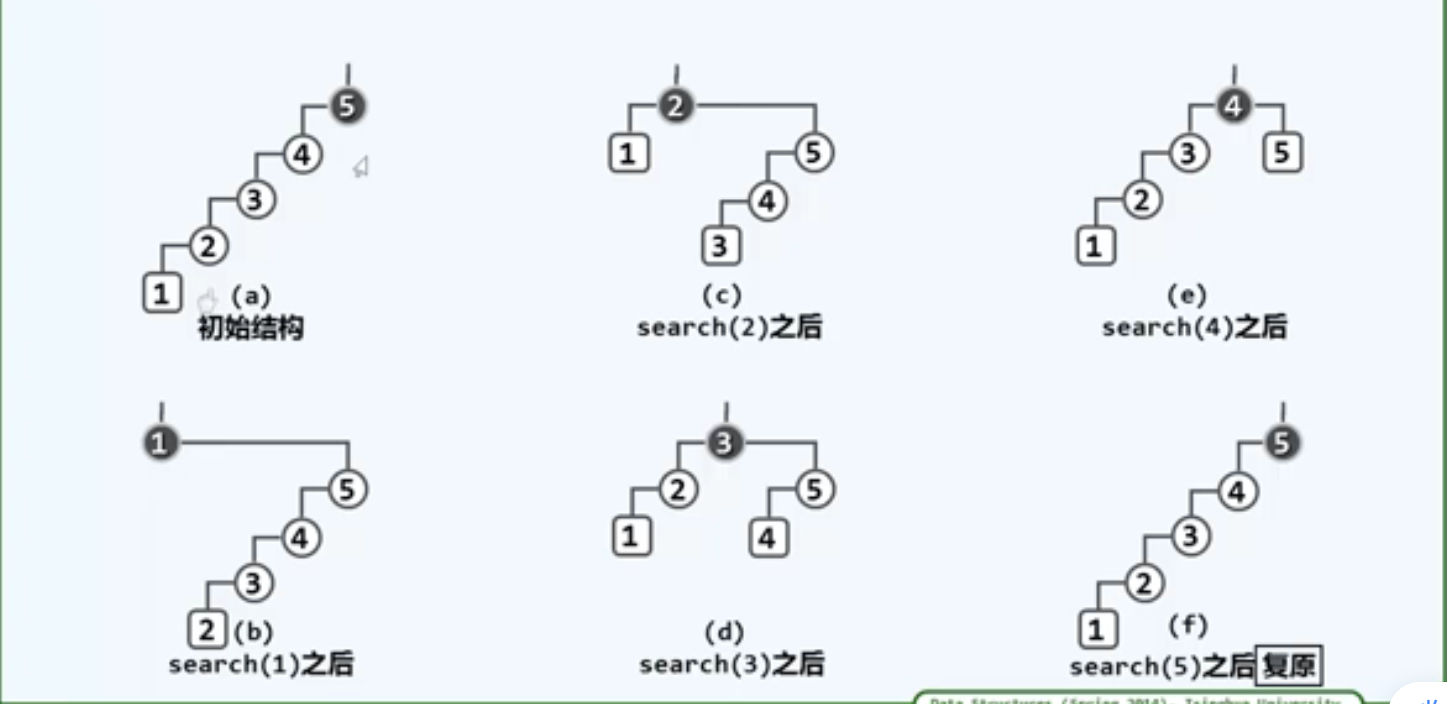 5
4
3
2
1
(a)
初始结构
2
1
5
4
3
(c)
search(2)之后
4
3
5
2
1
(e)
search(4)之后
1
5
4
3
2
(b)
search(1)之后
3
2
5
1
4
(d)
search(3)之后
5
4
3
2
1
(f)
search(5)之后 复原
Data Structures (Spring 2014), Tsinghua University